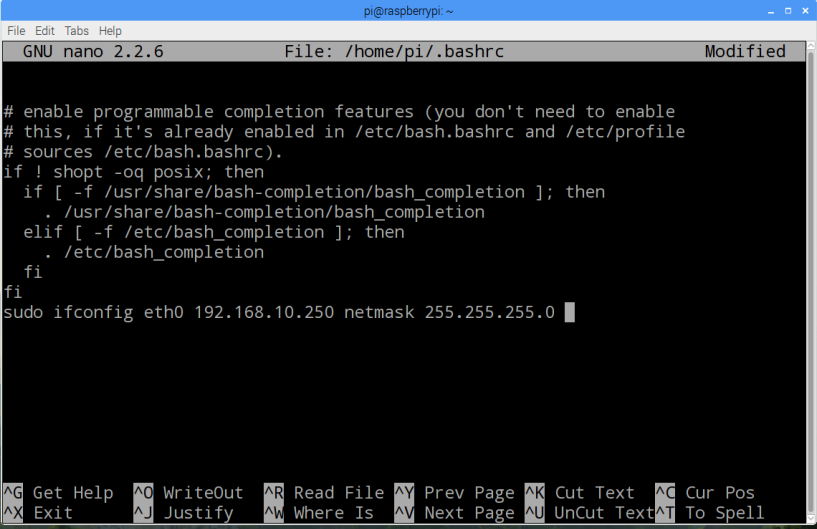 pi@raspberrypi: ~
File Edit Tabs Help
GNU nano 2.2.6 File: /home/pi/.bashrc Modified
# enable programmable completion features (you don't need to enable
# this, if it's already enabled in /etc/bash.bashrc and /etc/profile
# sources /etc/bash.bashrc).
if ! shopt -oq posix; then
  if [ -f /usr/share/bash-completion/bash_completion ]; then
    . /usr/share/bash-completion/bash_completion
  elif [ -f /etc/bash_completion ]; then
    . /etc/bash_completion
  fi
fi
sudo ifconfig eth0 192.168.10.250 netmask 255.255.255.0
^G Get Help ^O WriteOut ^R Read File ^Y Prev Page ^K Cut Text ^C Cur Pos
^X Exit ^J Justify ^W Where Is ^V Next Page ^U UnCut Text ^T To Spell